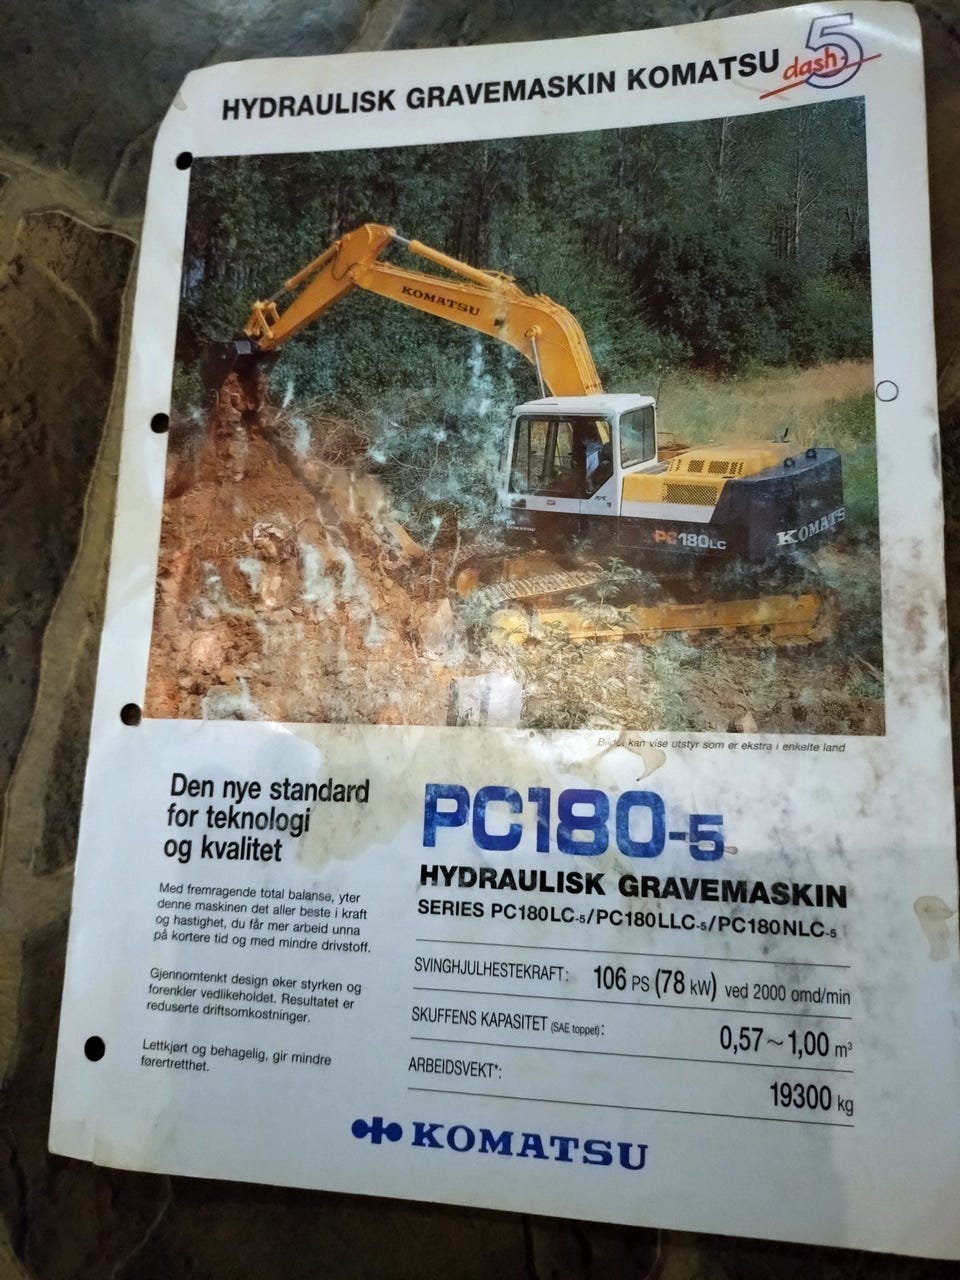 HYDRAULISK GRAVEMASKIN KOMATSU dash 5
KOMATSU
PC180LC
KOMATS
Bildet kan vise utstyr som er ekstra i enkelte land
Den nye standard
for teknologi
og kvalitet
Med fremragende total balanse, yter
denne maskinen det aller beste i kraft
og hastighet, du får mer arbeid unna
på kortere tid og med mindre drivstoff.
Gjennomtenkt design øker styrken og
forenkler vedlikeholdet. Resultatet er
reduserte driftsomkostninger.
Lettkjørt og behagelig, gir mindre
førertretthet.
PC180-5
HYDRAULISK GRAVEMASKIN
SERIES PC180LC-5/PC180LLC-5/PC180NLC-5
SVINGHJULHESTEKRAFT: 106 PS (78 kW) ved 2000 omd/min
SKUFFENS KAPASITET (SAE toppet): 0,57~1,00 m³
ARBEIDSVEKT*: 19300 kg
KOMATSU